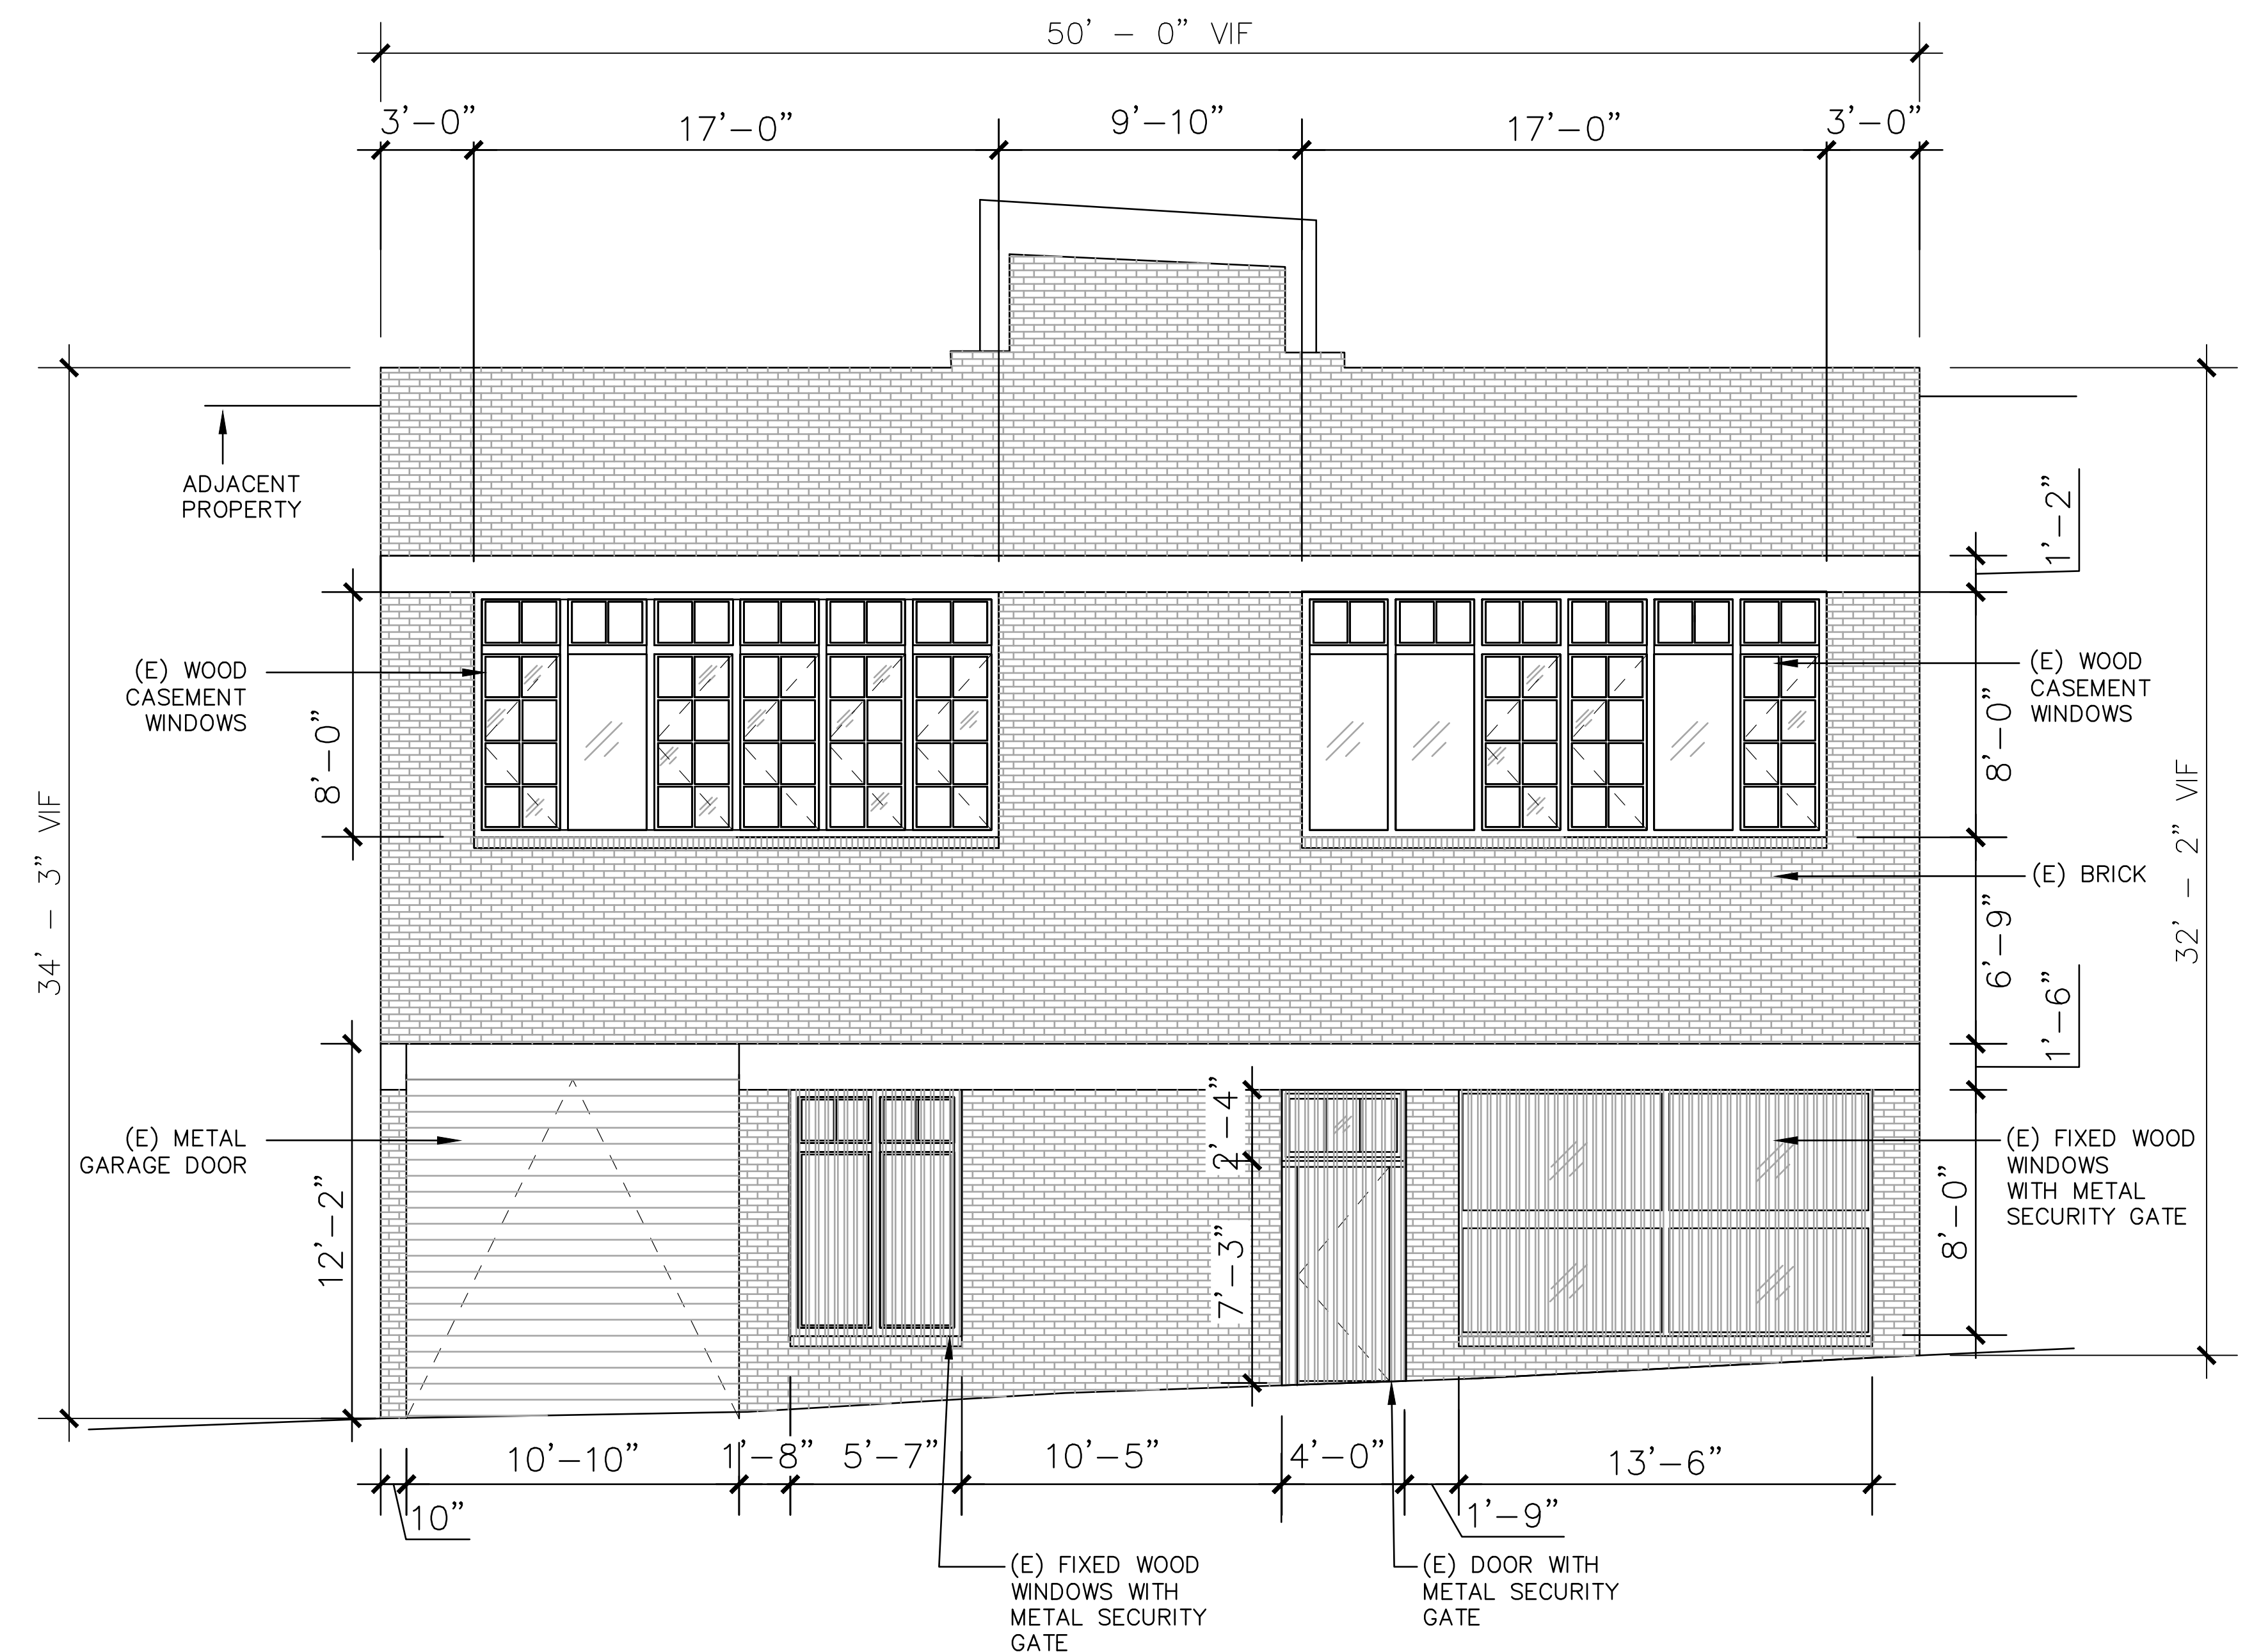 50' - 0" VIF
3'-0"
17'-0"
9'-10"
17'-0"
3'-0"
ADJACENT
PROPERTY
1'-2"
(E) WOOD
CASEMENT
WINDOWS
8'-0"
(E) WOOD
CASEMENT
WINDOWS
8'-0"
34' - 3" VIF
32' - 2" VIF
(E) BRICK
6'-9"
1'-6"
(E) METAL
GARAGE DOOR
12'-2"
2'-4"
7'-3"
(E) FIXED WOOD
WINDOWS
WITH METAL
SECURITY GATE
8'-0"
10"
10'-10"
1'-8"
5'-7"
10'-5"
4'-0"
1'-9"
13'-6"
(E) FIXED WOOD
WINDOWS WITH
METAL SECURITY
GATE
(E) DOOR WITH
METAL SECURITY
GATE